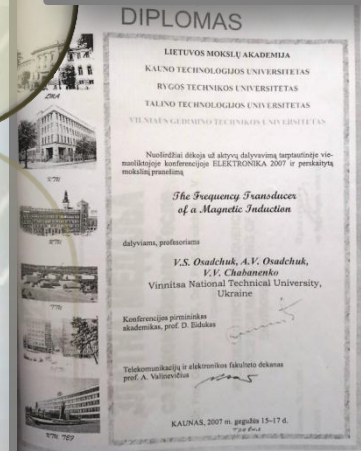 DIPLOMAS
LIETUVOS MOKSLŲ AKADEMIJA
KAUNO TECHNOLOGIJOS UNIVERSITETAS
RYGOS TECHNIKOS UNIVERSITETAS
TALINO TECHNOLOGIJOS UNIVERSITETAS
VILNIAUS GEDIMINO TECHNIKOS UNIVERSITETAS
Nuoširdžiai dėkoja už aktyvų dalyvavimą tarptautinėje vie-
nuoliktojoje konferencijoje ELEKTRONIKA 2007 ir perskaitytą
mokslinį pranešimą
The Frequency Transducer
of a Magnetic Induction
dalyviams, profesoriams
V.S. Osadchuk, A.V. Osadchuk,
V.V. Chabanenko
Vinnitsa National Technical University,
Ukraine
Konferencijos pirmininkas
akademikas, prof. D. Eidukas
Telekomunikacijų ir elektronikos fakulteto dekanas
prof. A. Valinevičius
KAUNAS, 2007 m. gegužės 15–17 d.